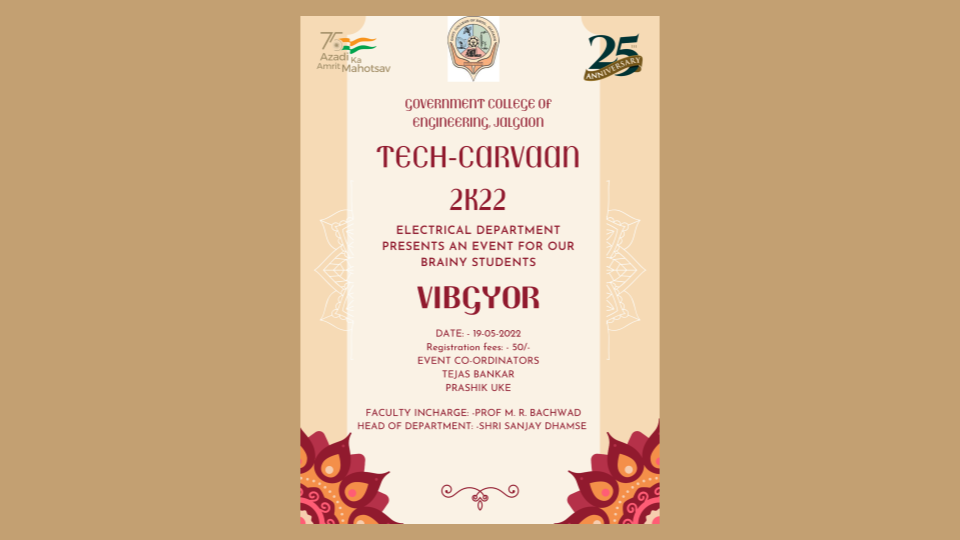 75
Azadi
Ka
Amrit
Mahotsav
25
ANNIVERSARY
GOVERNMENT COLLEGE OF
ENGINEERING, JALGAON
TECH-CARVAAN
2K22
ELECTRICAL DEPARTMENT
PRESENTS AN EVENT FOR OUR
BRAINY STUDENTS
VIBGYOR
DATE: - 19-05-2022
Registration fees: - 50/-
EVENT CO-ORDINATORS
TEJAS BANKAR
PRASHIK UKE
FACULTY INCHARGE: -PROF M. R. BACHWAD
HEAD OF DEPARTMENT: -SHRI SANJAY DHAMSE